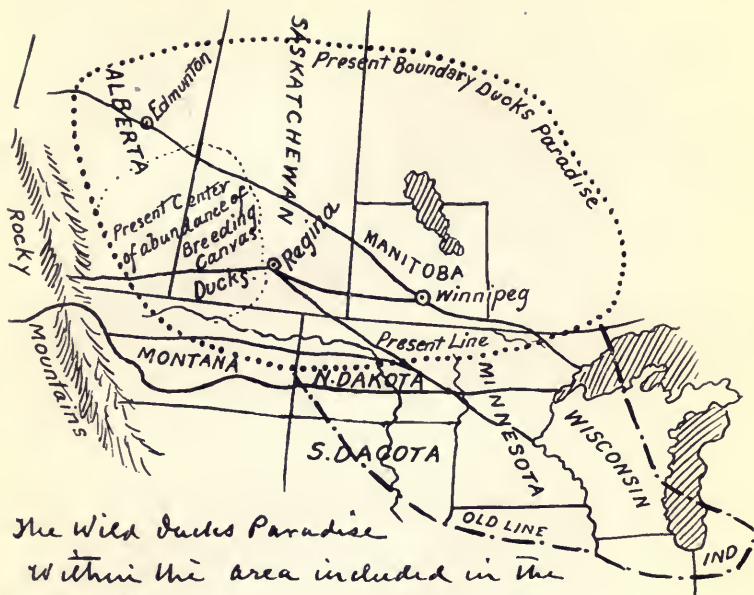 SASKATCHEWAN
Present Boundary Ducks Paradise
ALBERTA
Edmunton
Present Center
of abundance of
Breeding
Canvas
Ducks.
Regina
MANITOBA
Winnipeg
Rocky
Mountains
Present Line
MONTANA
N. DAKOTA
MINNESOTA
WISCONSIN
S. DACOTA
OLD LINE
IND
The Wild Ducks Paradise
Within the area included in the